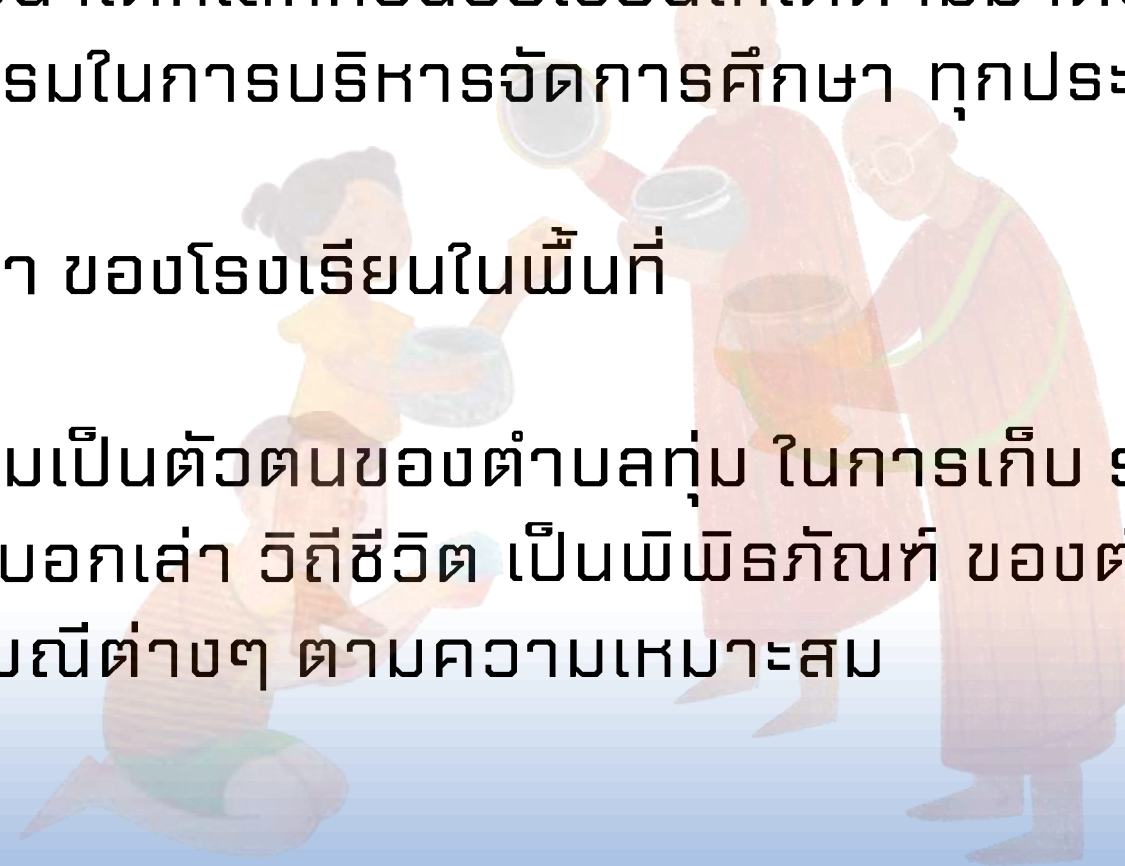 รมในการบริหารจัดการศึกษา ทุกประ
า ของโรงเรียนในพื้นที่
มเป็นตัวตนของตำบลทุ่ม ในการเก็บ
บอกเล่า วิถีชีวิต เป็นพิพิธภัณฑ์ ของต
มณีต่างๆ ตามความเหมาะสม